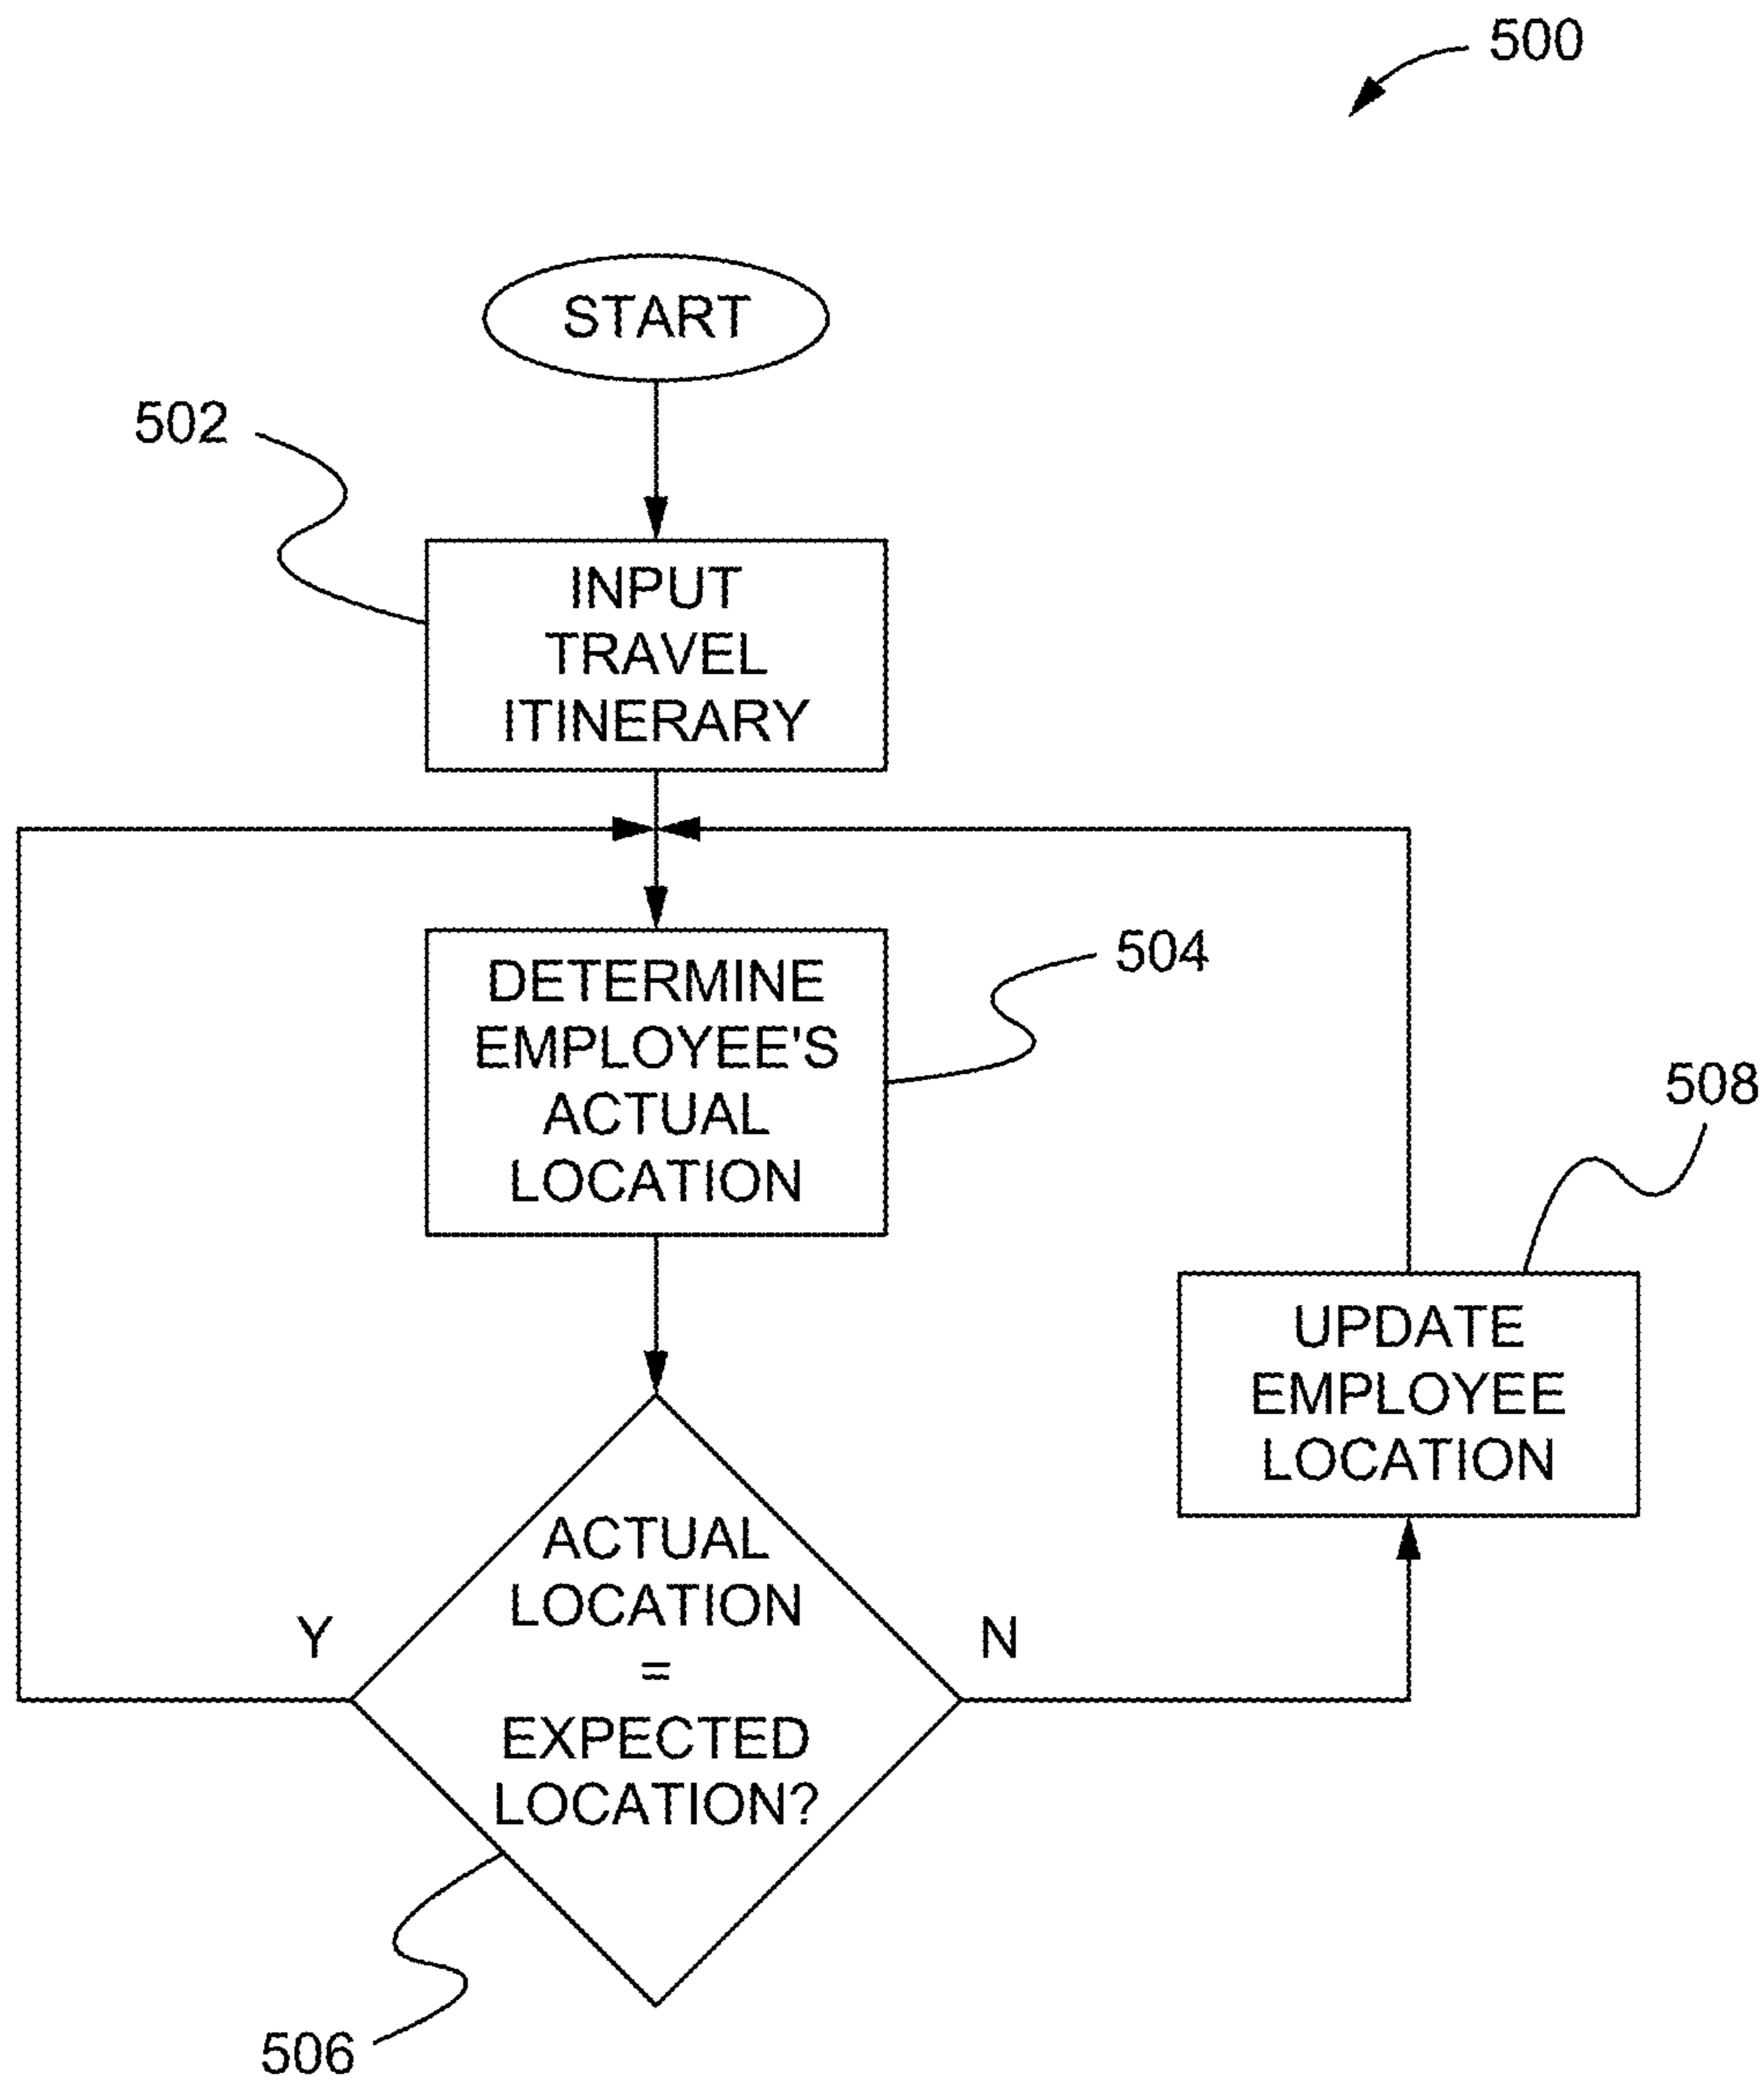 500
START
502
INPUT
TRAVEL
ITINERARY
DETERMINE
EMPLOYEE'S
ACTUAL
LOCATION
504
508
UPDATE
EMPLOYEE
LOCATION
ACTUAL
LOCATION
=
EXPECTED
LOCATION?
Y
N
506